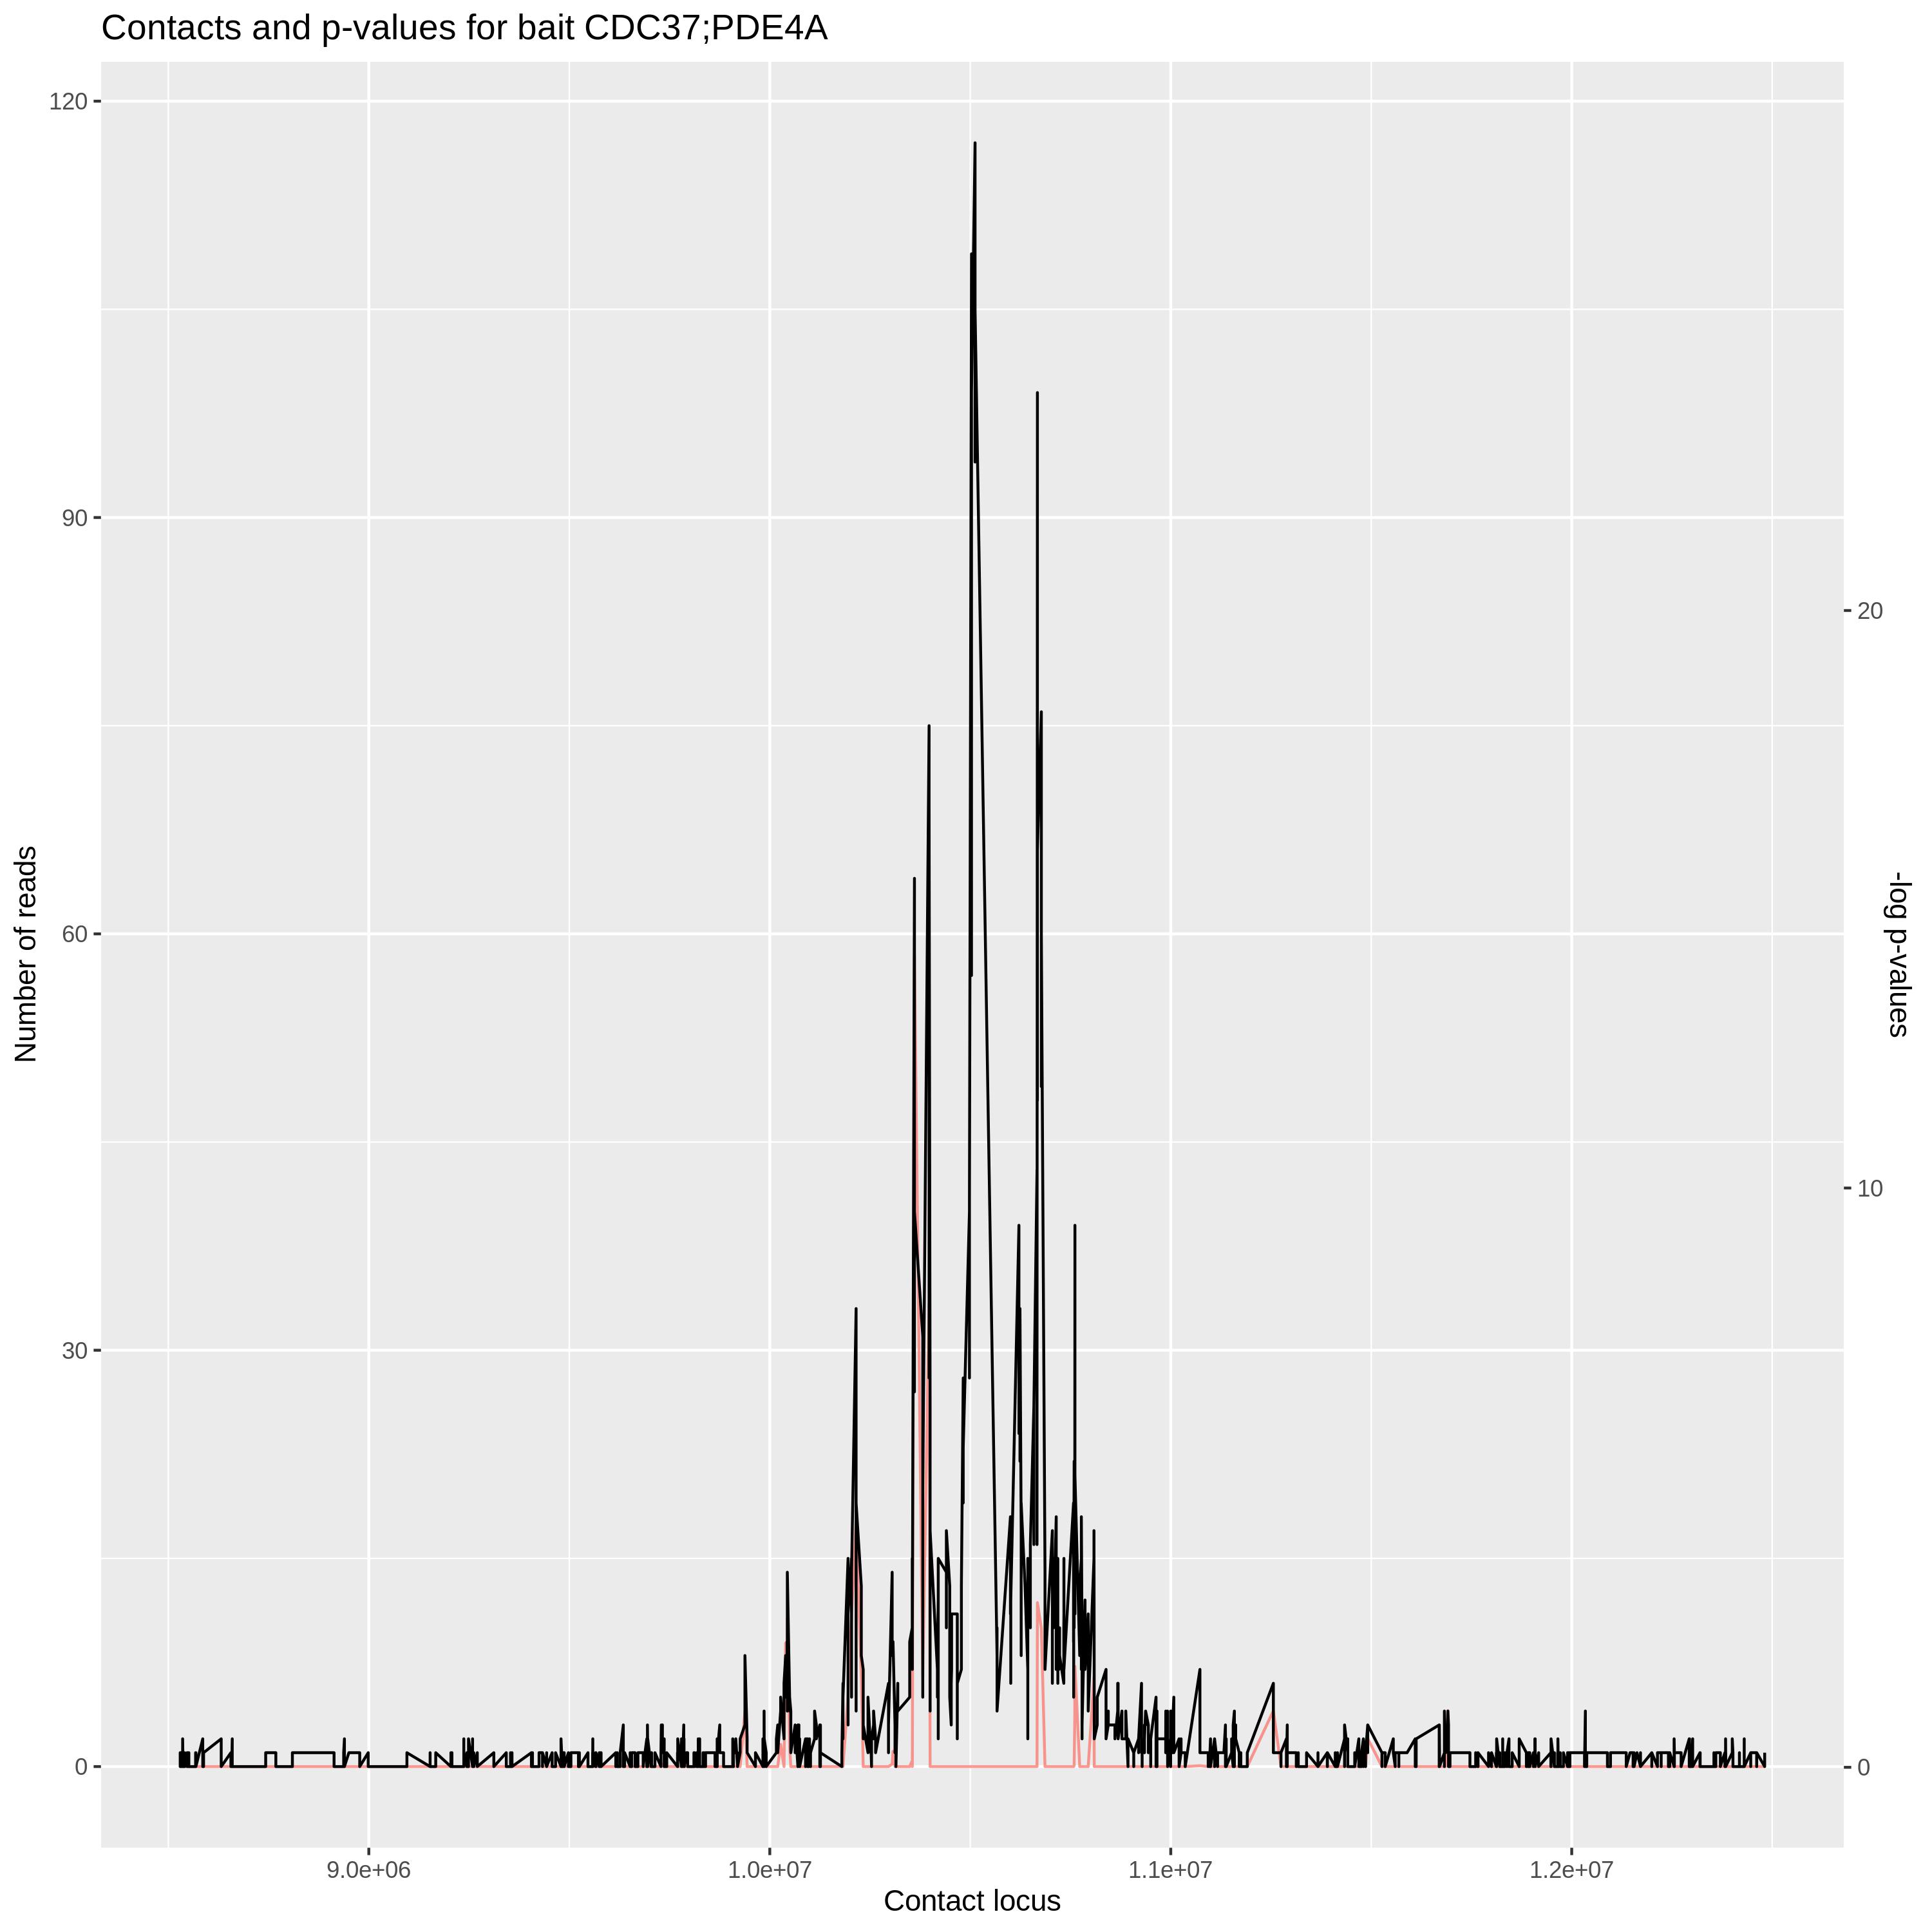 Contacts and p-values for bait CDC37;PDE4A
120
90
60
30
0
Number of reads
20
10
0
-log p-values
9.0e+06
1.0e+07
1.1e+07
1.2e+07
Contact locus